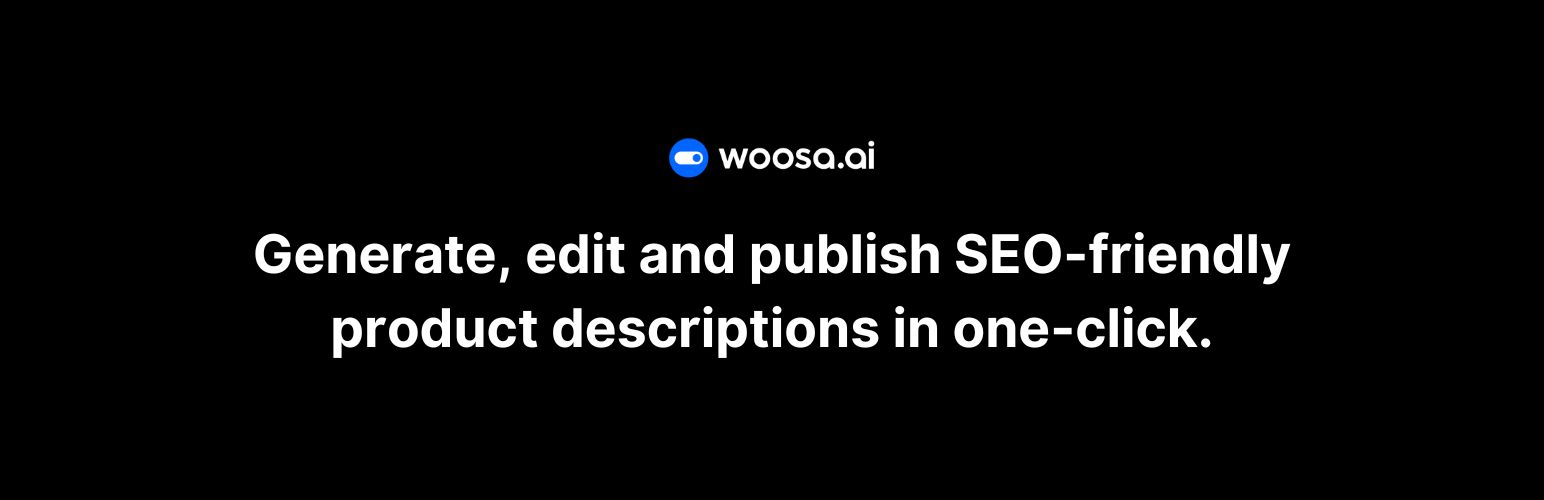 woosa.ai
Generate, edit and publish SEO-friendly
product descriptions in one-click.